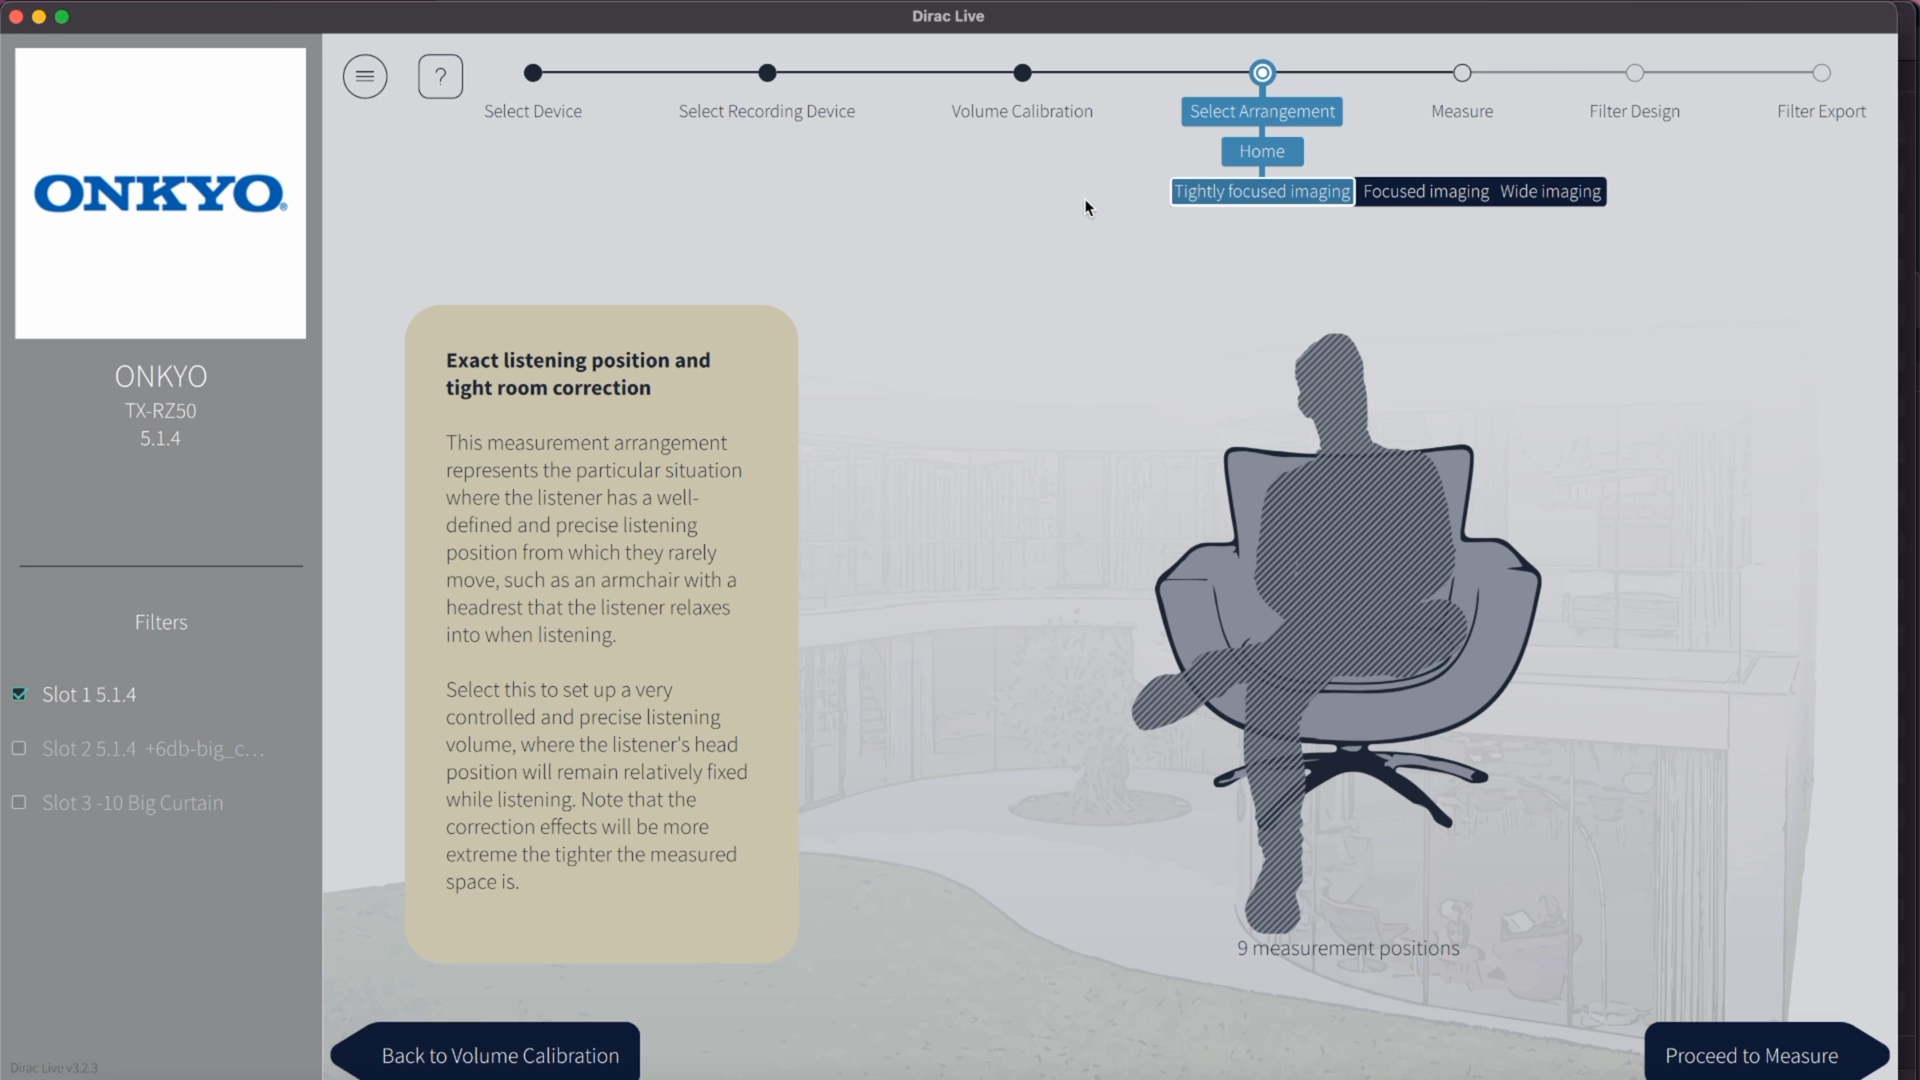 Dirac Live
ONKYO
?
Select Device
Select Recording Device
Volume Calibration
Select Arrangement
Measure
Filter Design
Filter Export
Home
Tightly focused imaging
Focused imaging
Wide imaging
ONKYO
TX-RZ50
5.1.4
Filters
Slot 1 5.1.4
Slot 2 5.1.4 +6db-big_c...
Slot 3 -10 Big Curtain
Exact listening position and
tight room correction
This measurement arrangement
represents the particular situation
where the listener has a well-
defined and precise listening
position from which they rarely
move, such as an armchair with a
headrest that the listener relaxes
into when listening.
Select this to set up a very
controlled and precise listening
volume, where the listener's head
position will remain relatively fixed
while listening. Note that the
correction effects will be more
extreme the tighter the measured
space is.
9 measurement positions
Back to Volume Calibration
Proceed to Measure
Dirac Live v3.2.3